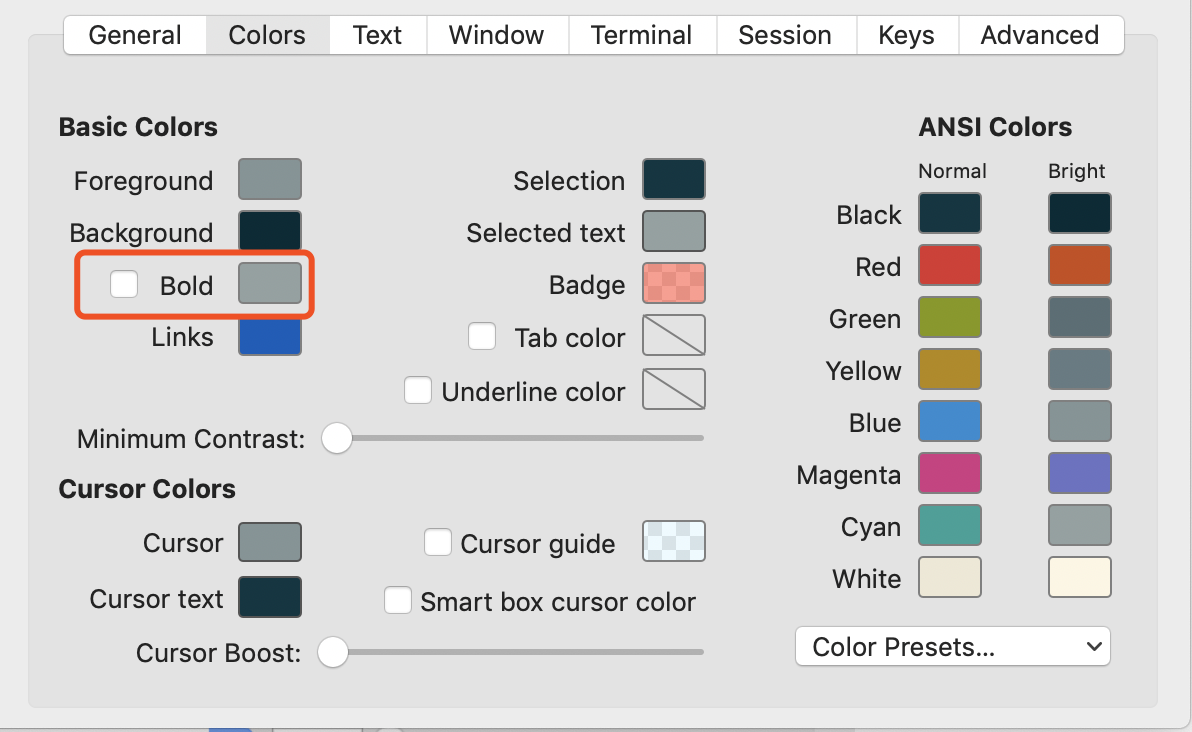 General Colors Text Window Terminal Session Keys Advanced
Basic Colors
Foreground
Background
Bold
Links
Selection
Selected text
Badge
Tab color
Underline color
Minimum Contrast:
Cursor Colors
Cursor
Cursor text
Cursor guide
Smart box cursor color
Cursor Boost:
ANSI Colors
Normal Bright
Black
Red
Green
Yellow
Blue
Magenta
Cyan
White
Color Presets...